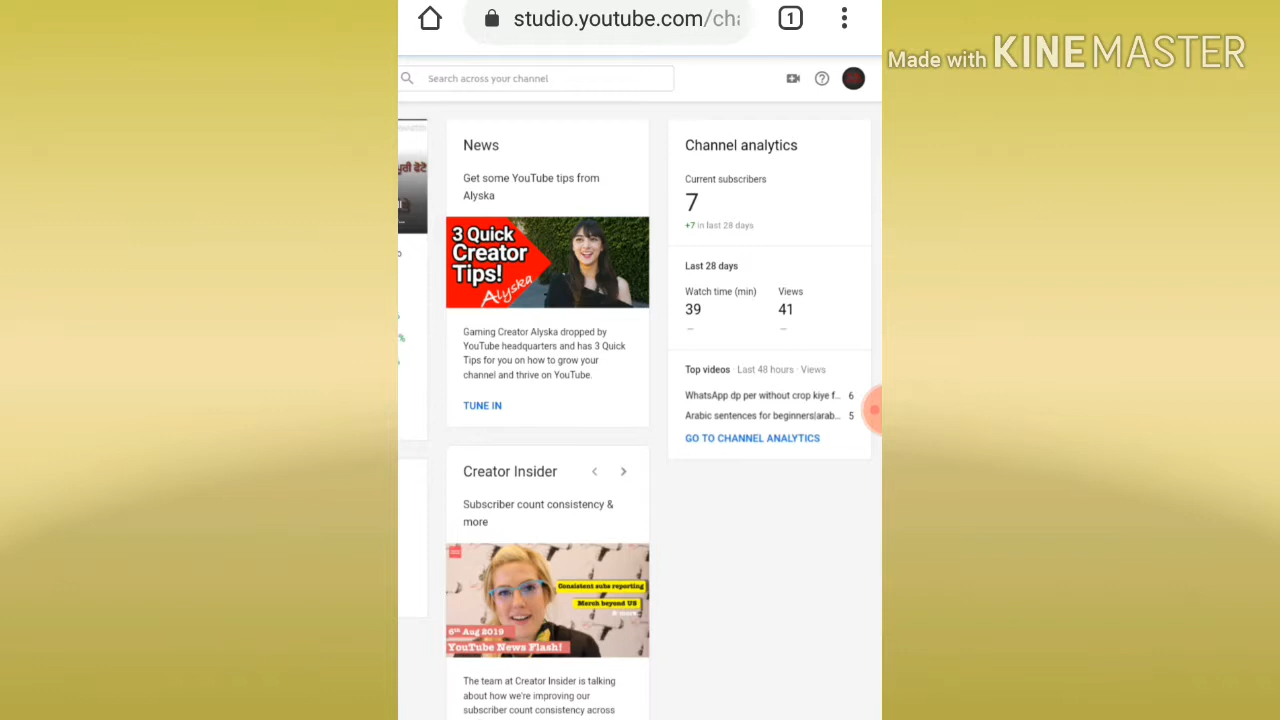 studio.youtube.com/cha
1
Made with KINEMASTER
Search across your channel
News
Get some YouTube tips from
Alyska
3 Quick
Creator
Tips!
Alyska
Gaming Creator Alyska dropped by
YouTube headquarters and has 3 Quick
Tips for you on how to grow your
channel and thrive on YouTube.
TUNE IN
Creator Insider
Subscriber count consistency &
more
Consistent subs reporting
Merch beyond US
& more
6th Aug 2019
YouTube News Flash!
The team at Creator Insider is talking
about how we're improving our
subscriber count consistency across
Channel analytics
Current subscribers
7
+7 in last 28 days
Last 28 days
Watch time (min) Views
39 41
— —
Top videos · Last 48 hours · Views
WhatsApp dp per without crop kiye f... 6
Arabic sentences for beginners|arab... 5
GO TO CHANNEL ANALYTICS